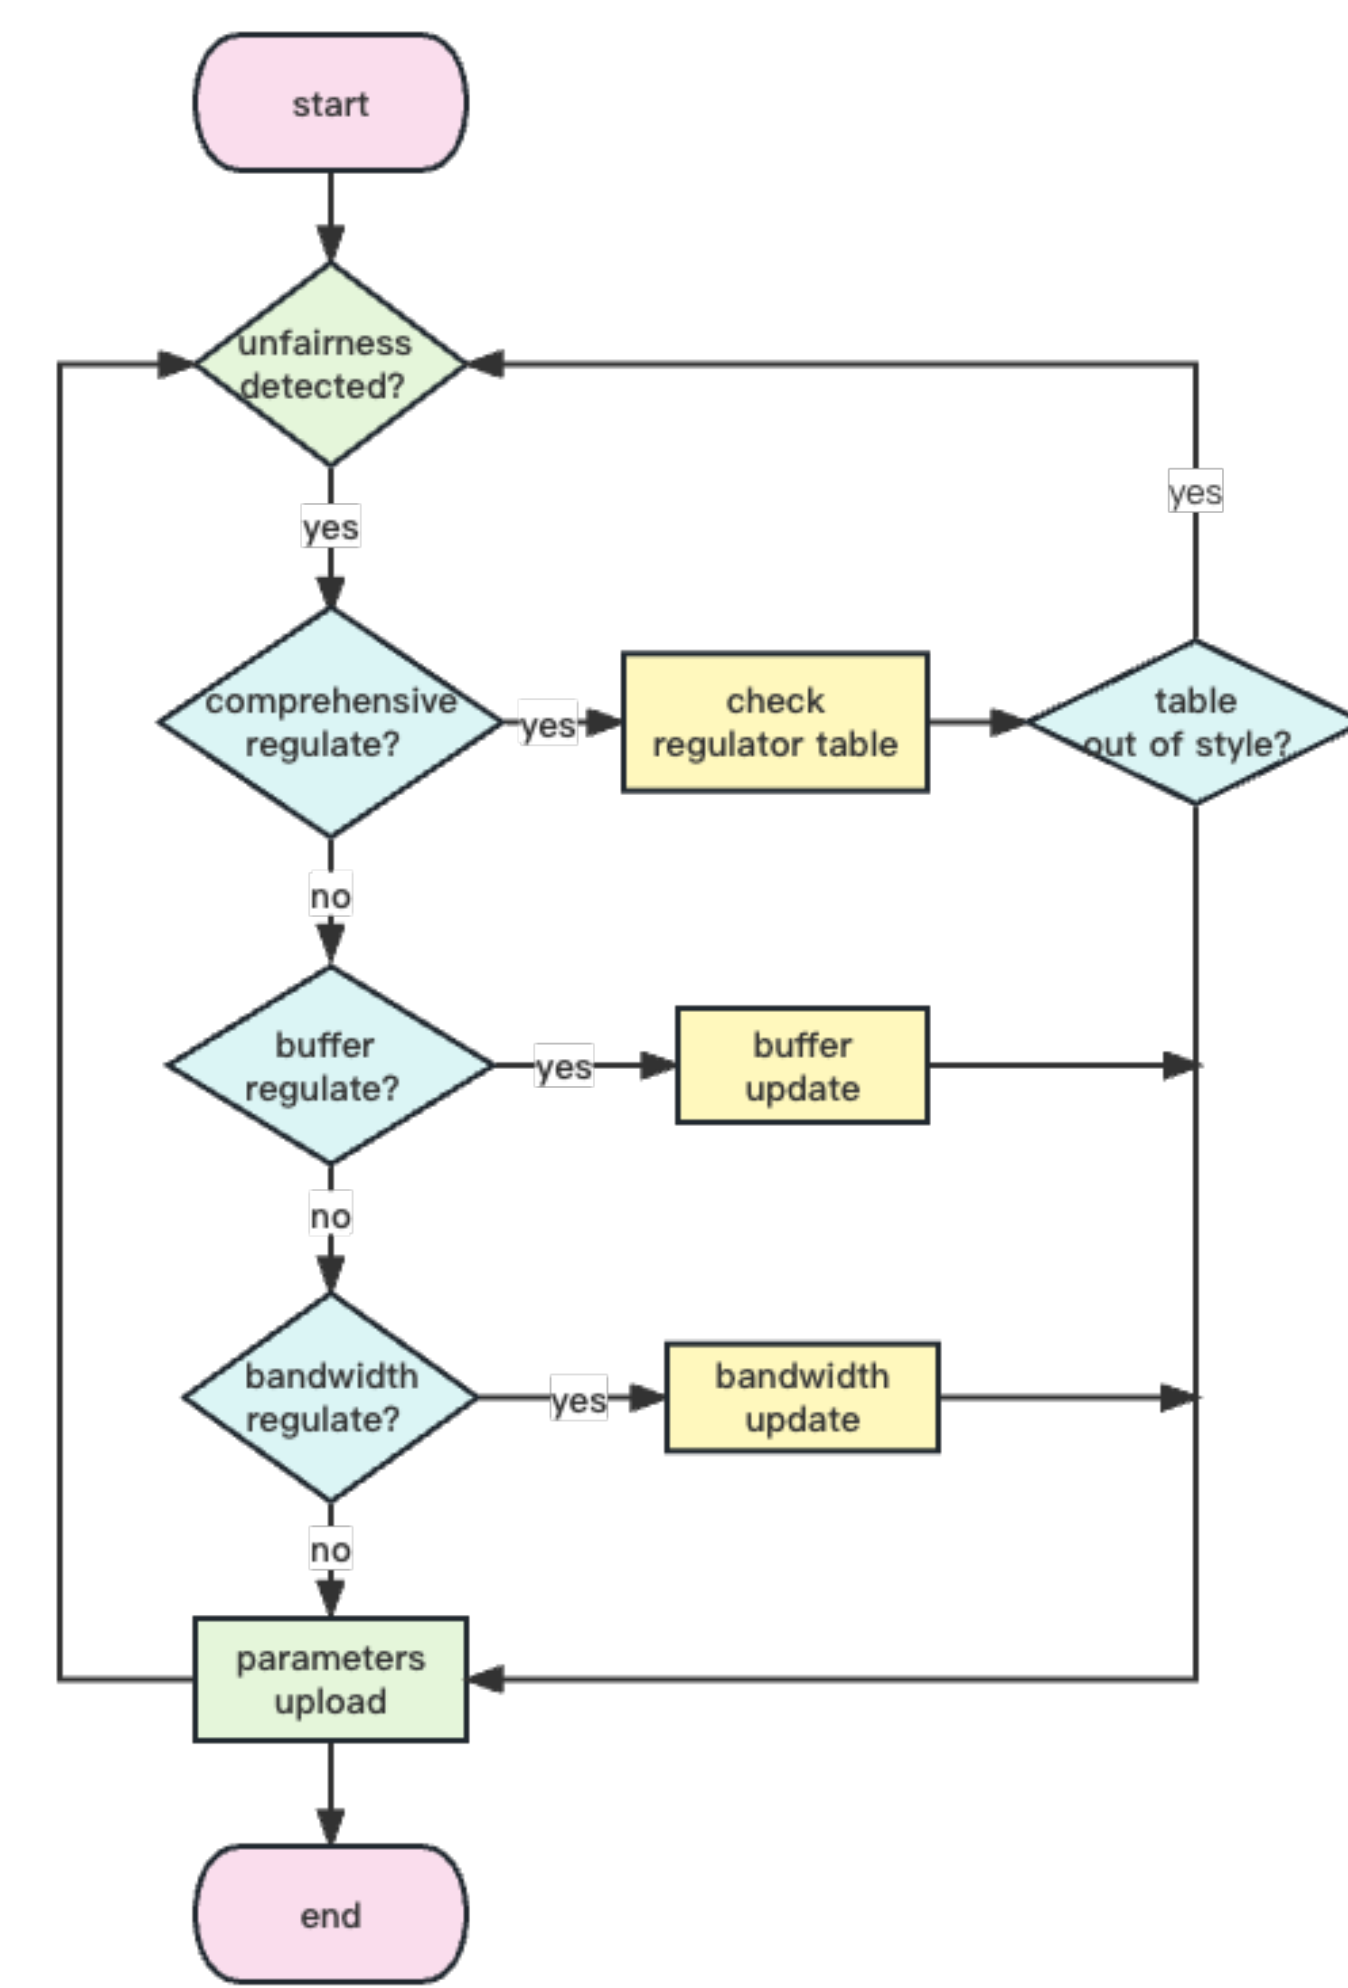 start
unfairness
detected?
yes
yes
comprehensive
regulate?
yes
check
regulator table
table
out of style?
no
buffer
regulate?
yes
buffer
update
no
bandwidth
regulate?
yes
bandwidth
update
no
parameters
upload
end